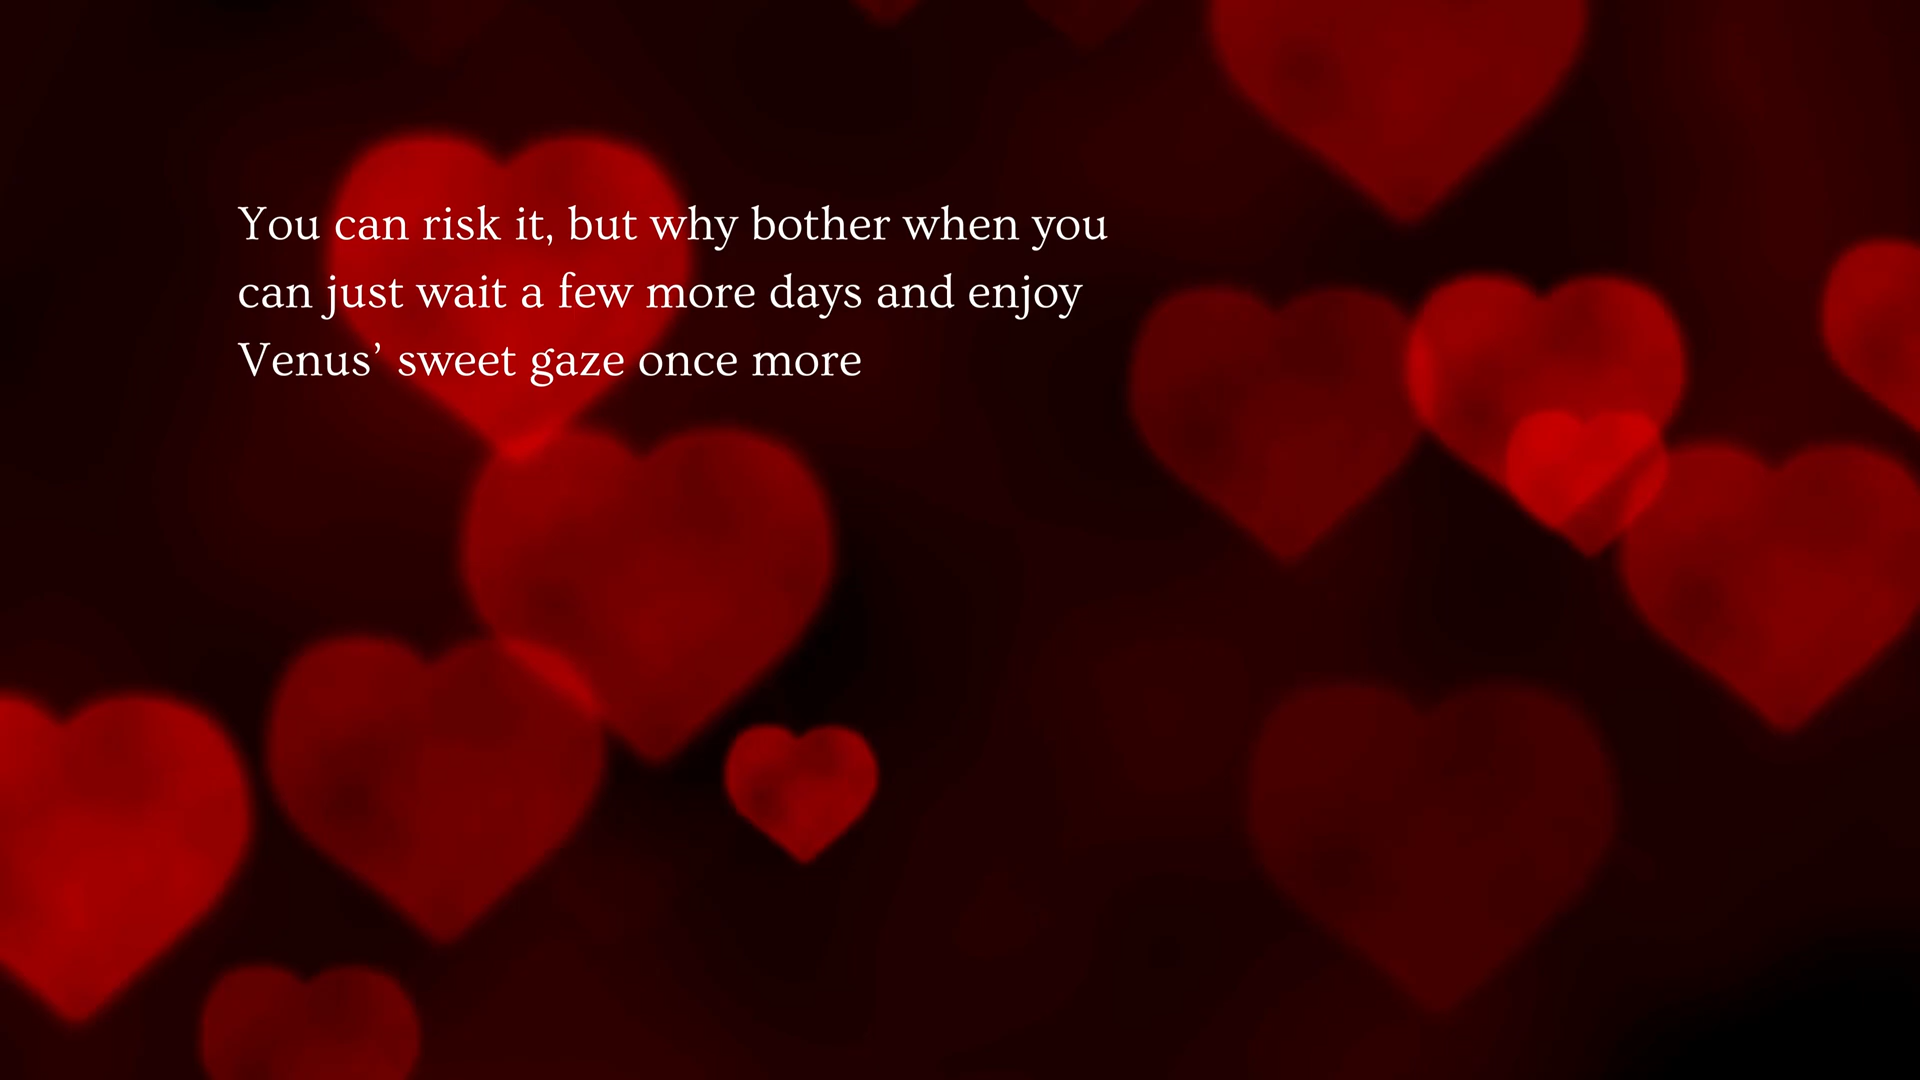 You can risk it, but why bother when you
can just wait a few more days and enjoy
Venus’ sweet gaze once more